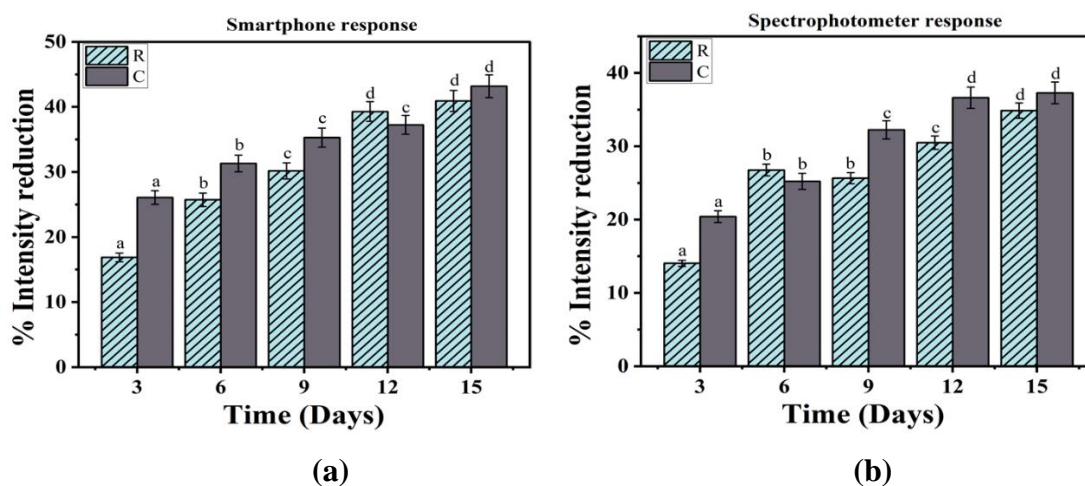 Smartphone response
50
40
30
20
10
0
% Intensity reduction
R
C
a
a
b
b
c
c
d
c
d
d
3 6 9 12 15
Time (Days)
(a)
Spectrophotometer response
40
30
20
10
0
% Intensity reduction
R
C
a
a
b
b
b
c
c
d
d
d
3 6 9 12 15
Time (Days)
(b)